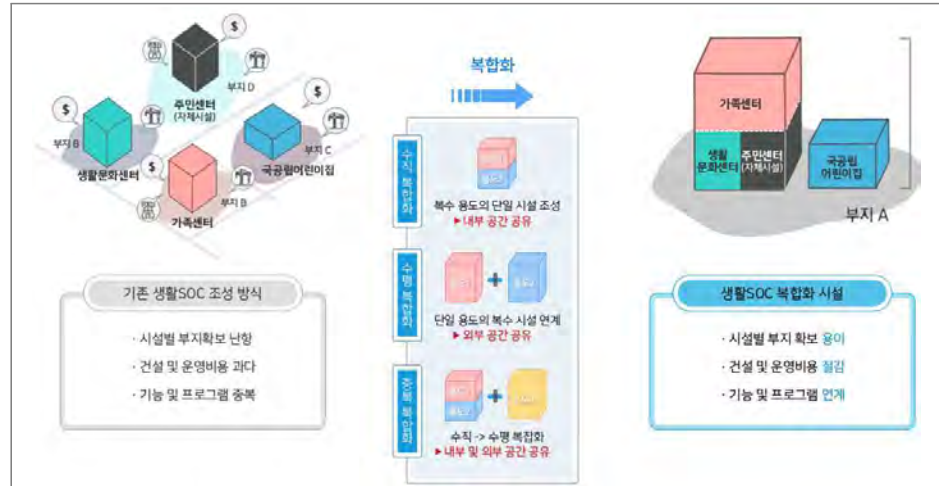 $
부지 D
주민센터
(자체시설)
$
부지 B
생활문화센터
$
부지 C
국공립어린이집
$
부지 B
가족센터
기존 생활SOC 조성 방식
· 시설별 부지확보 난항
· 건설 및 운영비용 과다
· 기능 및 프로그램 중복
복합화
수직 복합화
복수 용도의 단일 시설 조성
▶내부 공간 공유
수평 복합화
+
단일 용도의 복수 시설 연계
▶외부 공간 공유
중복 복합화
+
수직 -> 수평 복합화
▶내부 및 외부 공간 공유
가족센터
생활
문화센터
주민센터
(자체시설)
국공립
어린이집
부지 A
생활SOC 복합화 시설
· 시설별 부지 확보 용이
· 건설 및 운영비용 절감
· 기능 및 프로그램 연계